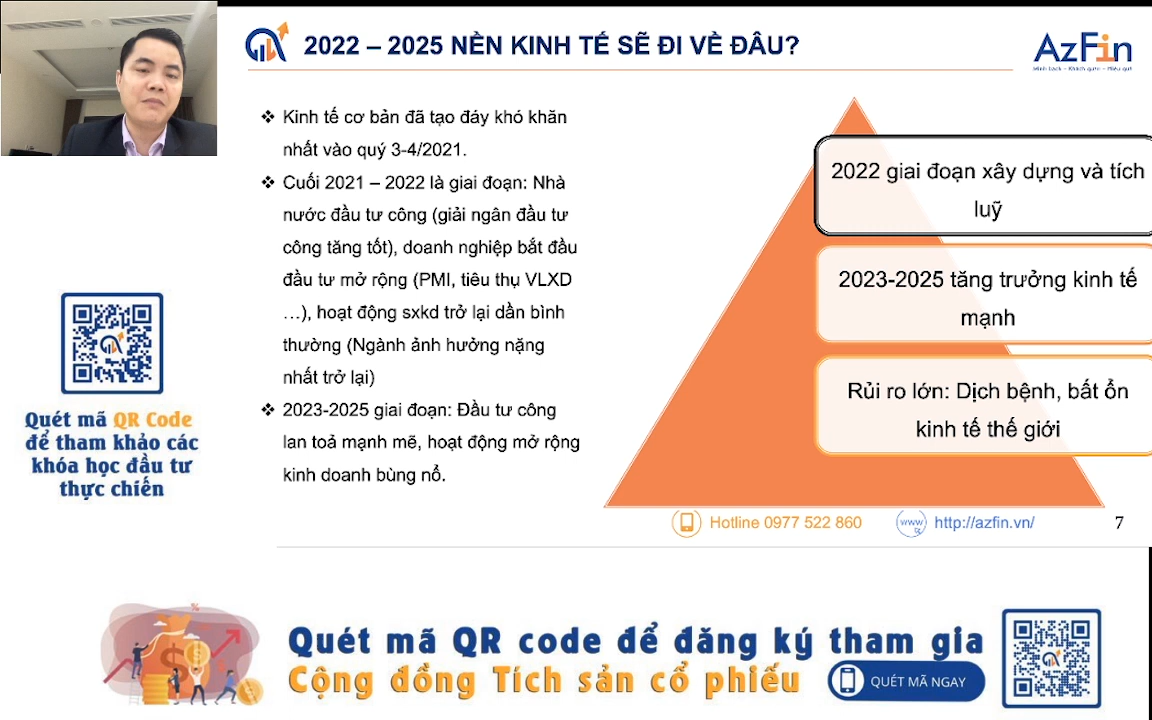 2022 – 2025 NỀN KINH TẾ SẼ ĐI VỀ ĐÂU?
AzFin
Minh bạch - Khách quan - Hiệu quả
❖ Kinh tế cơ bản đã tạo đáy khó khăn
nhất vào quý 3-4/2021.
❖ Cuối 2021 – 2022 là giai đoạn: Nhà
nước đầu tư công (giải ngân đầu tư
công tăng tốt), doanh nghiệp bắt đầu
đầu tư mở rộng (PMI, tiêu thụ VLXD
…), hoạt động sxkd trở lại dần bình
thường (Ngành ảnh hưởng nặng
nhất trở lại)
❖ 2023-2025 giai đoạn: Đầu tư công
lan toả mạnh mẽ, hoạt động mở rộng
kinh doanh bùng nổ.
2022 giai đoạn xây dựng và tích
luỹ
2023-2025 tăng trưởng kinh tế
mạnh
Rủi ro lớn: Dịch bệnh, bất ổn
kinh tế thế giới
Quét mã QR Code
để tham khảo các
khóa học đầu tư
thực chiến
Hotline 0977 522 860
www
http://azfin.vn/
7
Quét mã QR code để đăng ký tham gia
Cộng đồng Tích sản cổ phiếu
QUÉT MÃ NGAY